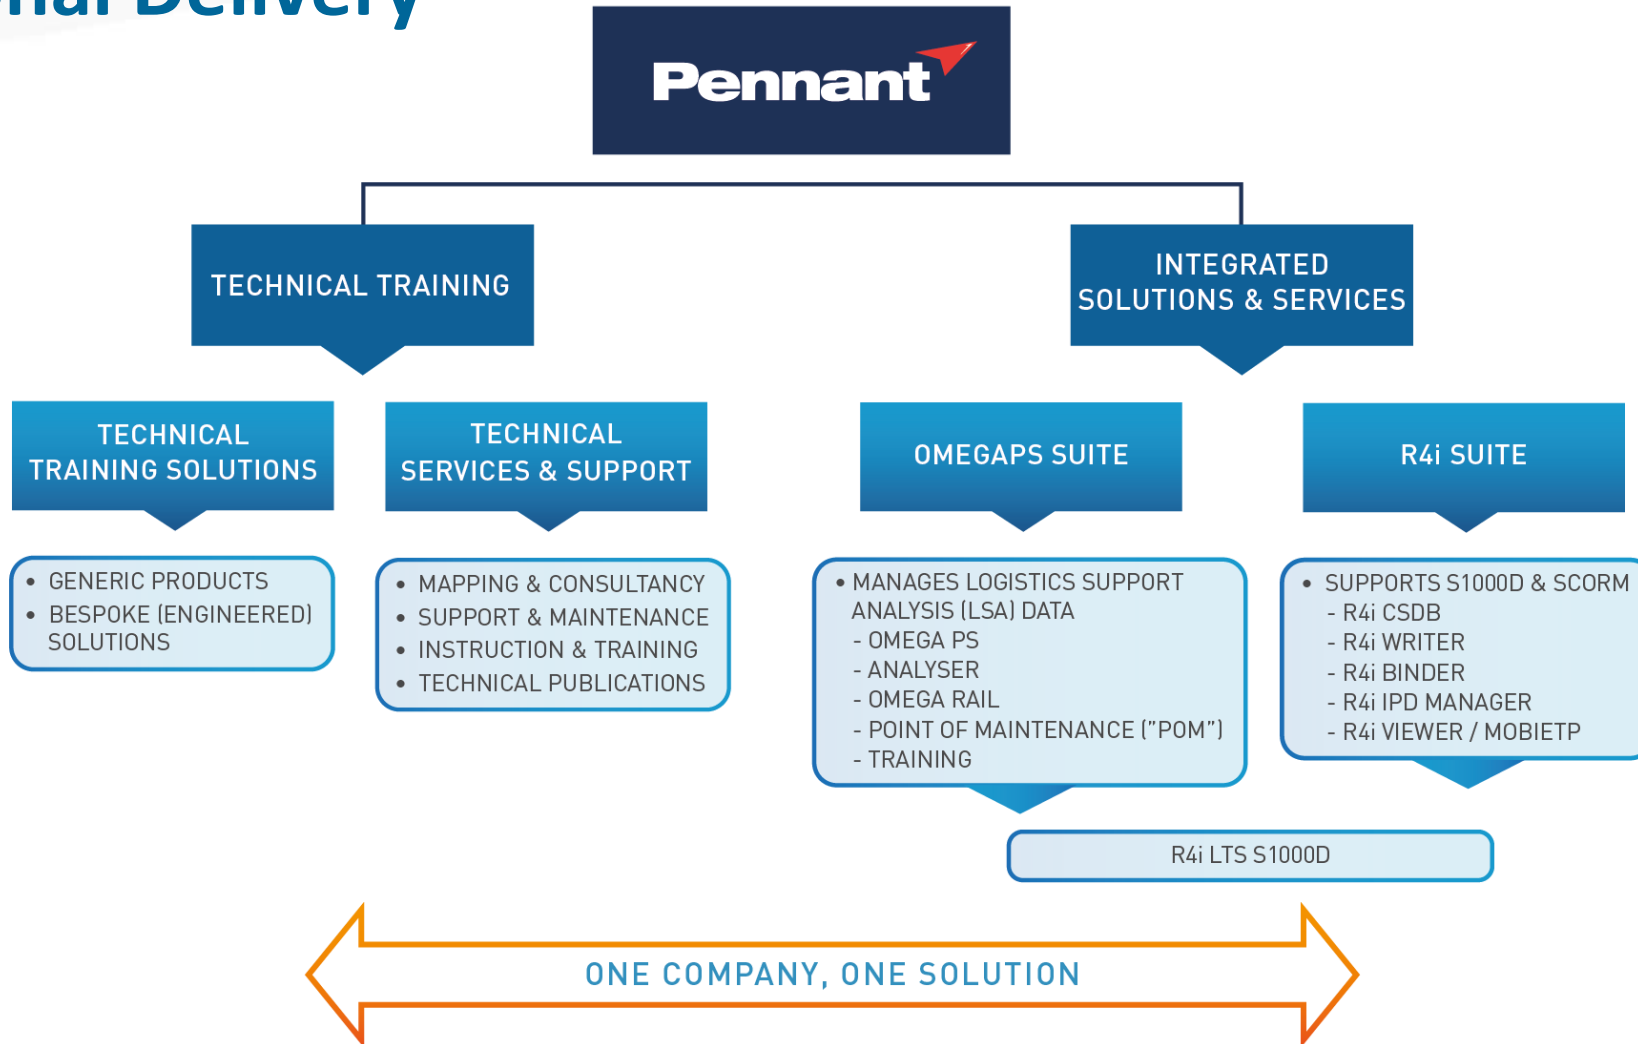 Delivery
Pennant
TECHNICAL TRAINING
INTEGRATED
SOLUTIONS & SERVICES
TECHNICAL
TRAINING SOLUTIONS
• GENERIC PRODUCTS
• BESPOKE (ENGINEERED)
SOLUTIONS
TECHNICAL
SERVICES & SUPPORT
• MAPPING & CONSULTANCY
• SUPPORT & MAINTENANCE
• INSTRUCTION & TRAINING
• TECHNICAL PUBLICATIONS
OMEGAPS SUITE
• MANAGES LOGISTICS SUPPORT
ANALYSIS (LSA) DATA
- OMEGA PS
- ANALYSER
- OMEGA RAIL
- POINT OF MAINTENANCE (”POM”)
- TRAINING
R4i SUITE
• SUPPORTS S1000D & SCORM
- R4i CSDB
- R4i WRITER
- R4i BINDER
- R4i IPD MANAGER
- R4i VIEWER / MOBIETP
R4i LTS S1000D
ONE COMPANY, ONE SOLUTION